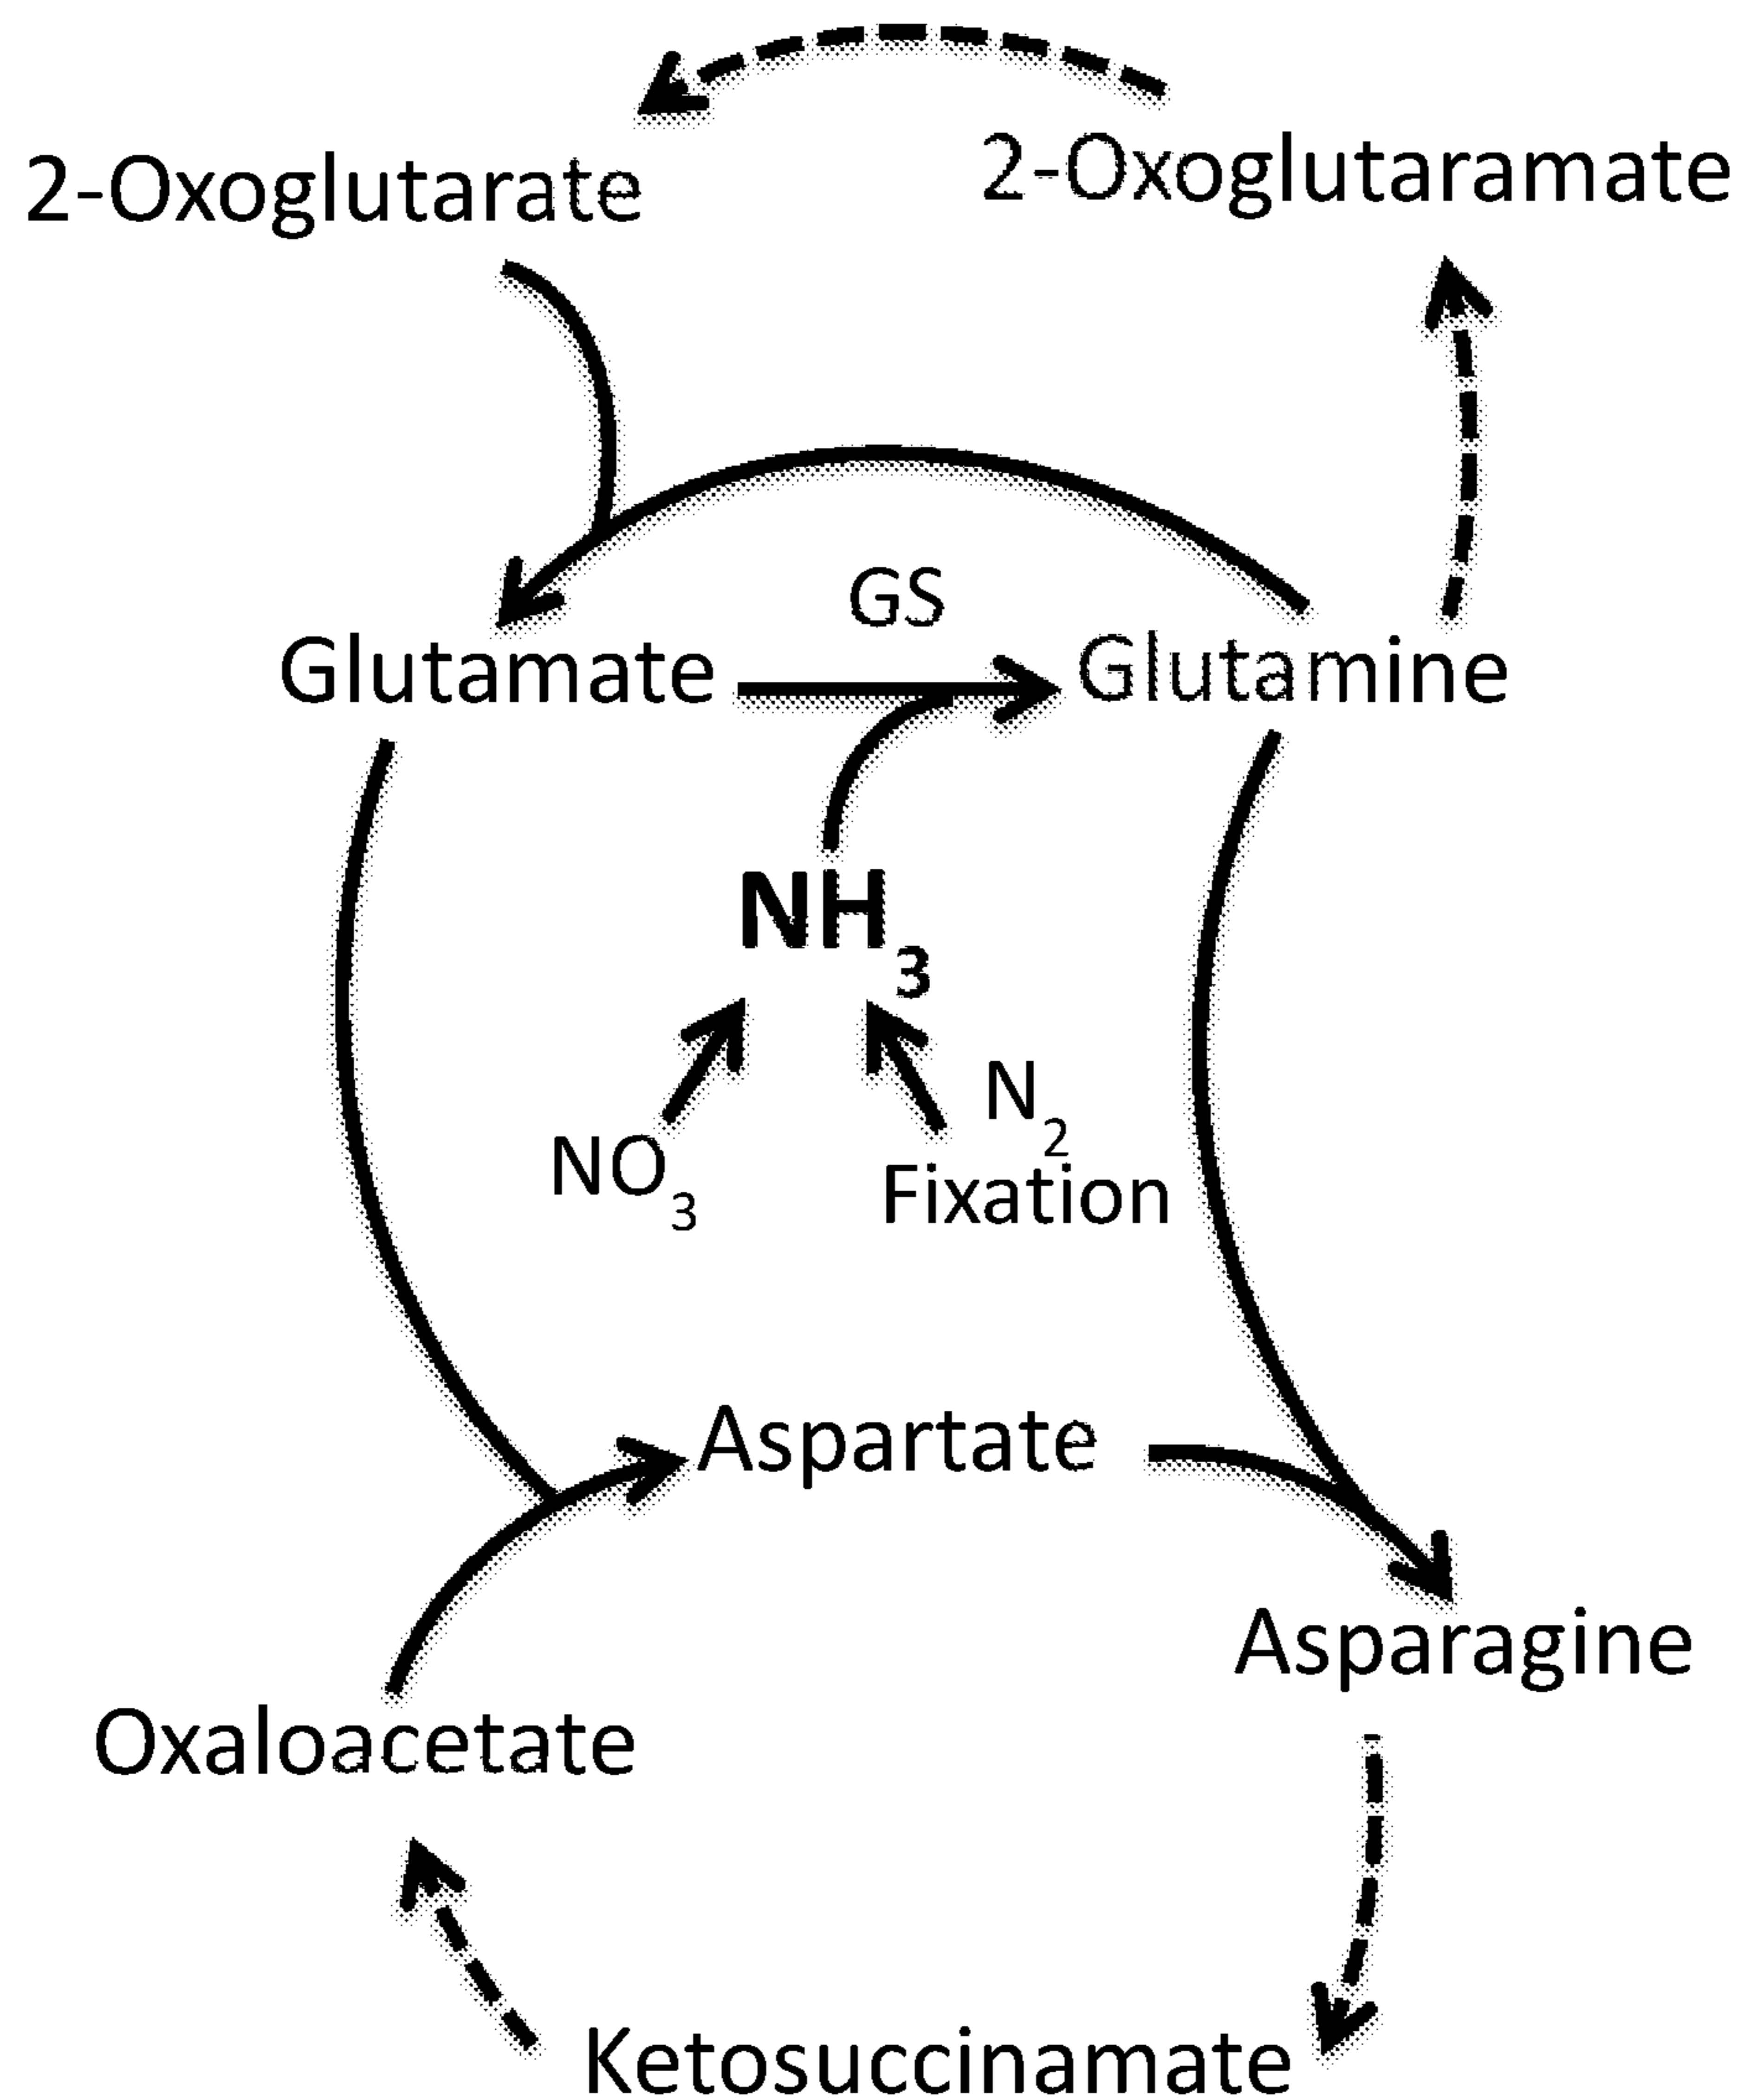 2-Oxoglutarate
2-Oxoglutaramate
GS
Glutamate
Glutamine
NH3
NO3
N2
Fixation
Aspartate
Asparagine
Oxaloacetate
Ketosuccinamate